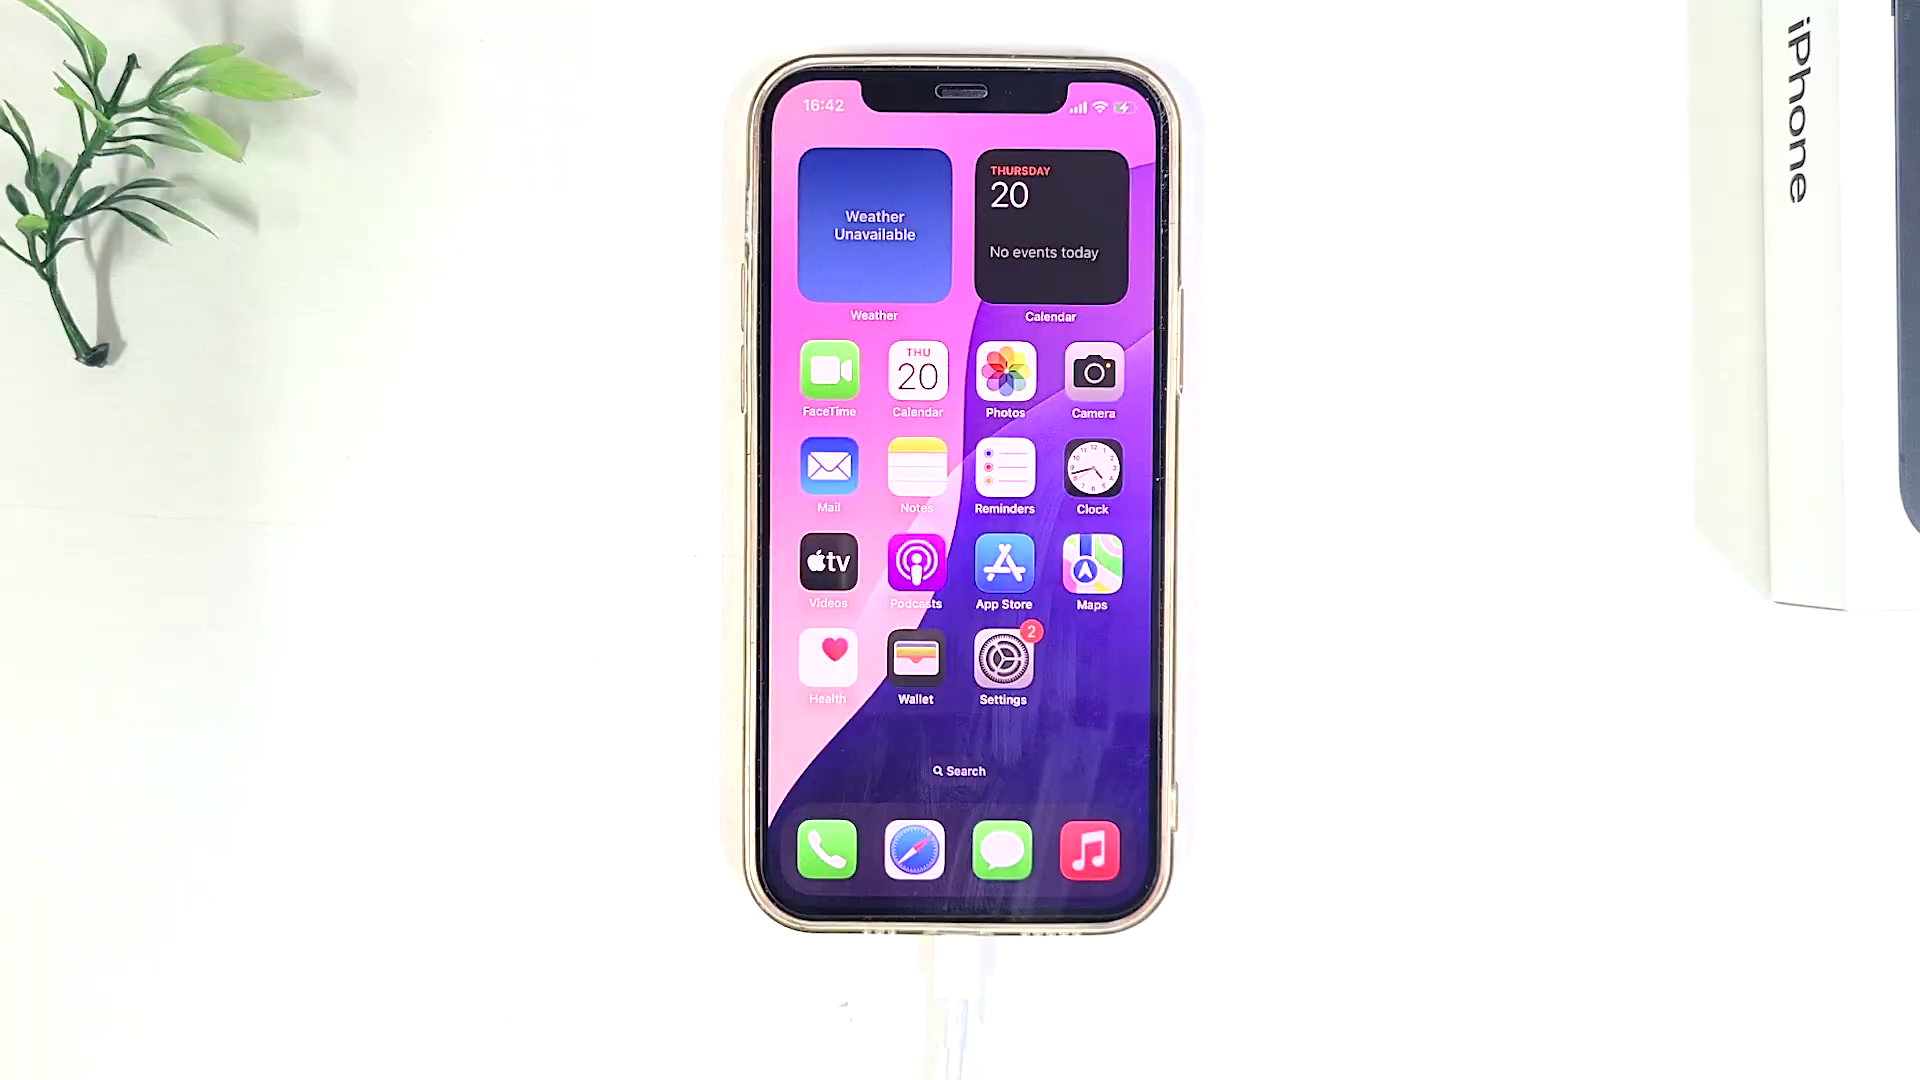 16:42
Weather
Unavailable
THURSDAY
20
No events today
Weather
Calendar
THU
20
FaceTime
Calendar
Photos
Camera
Mail
Notes
Reminders
Clock
tv
Videos
Podcasts
App Store
Maps
2
Health
Wallet
Settings
Search
iPhone